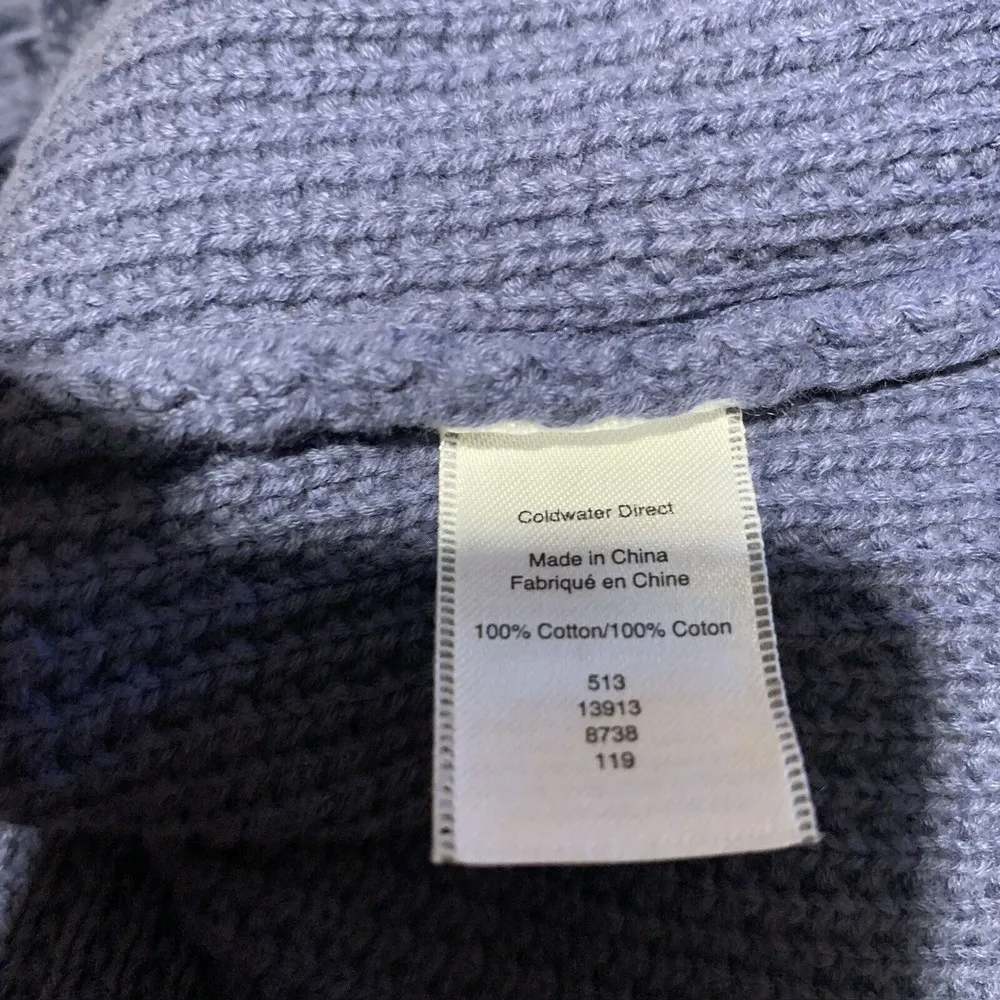 Coldwater Direct
Made in China
Fabriqué en Chine
100% Cotton/100% Coton
513
13913
8738
119